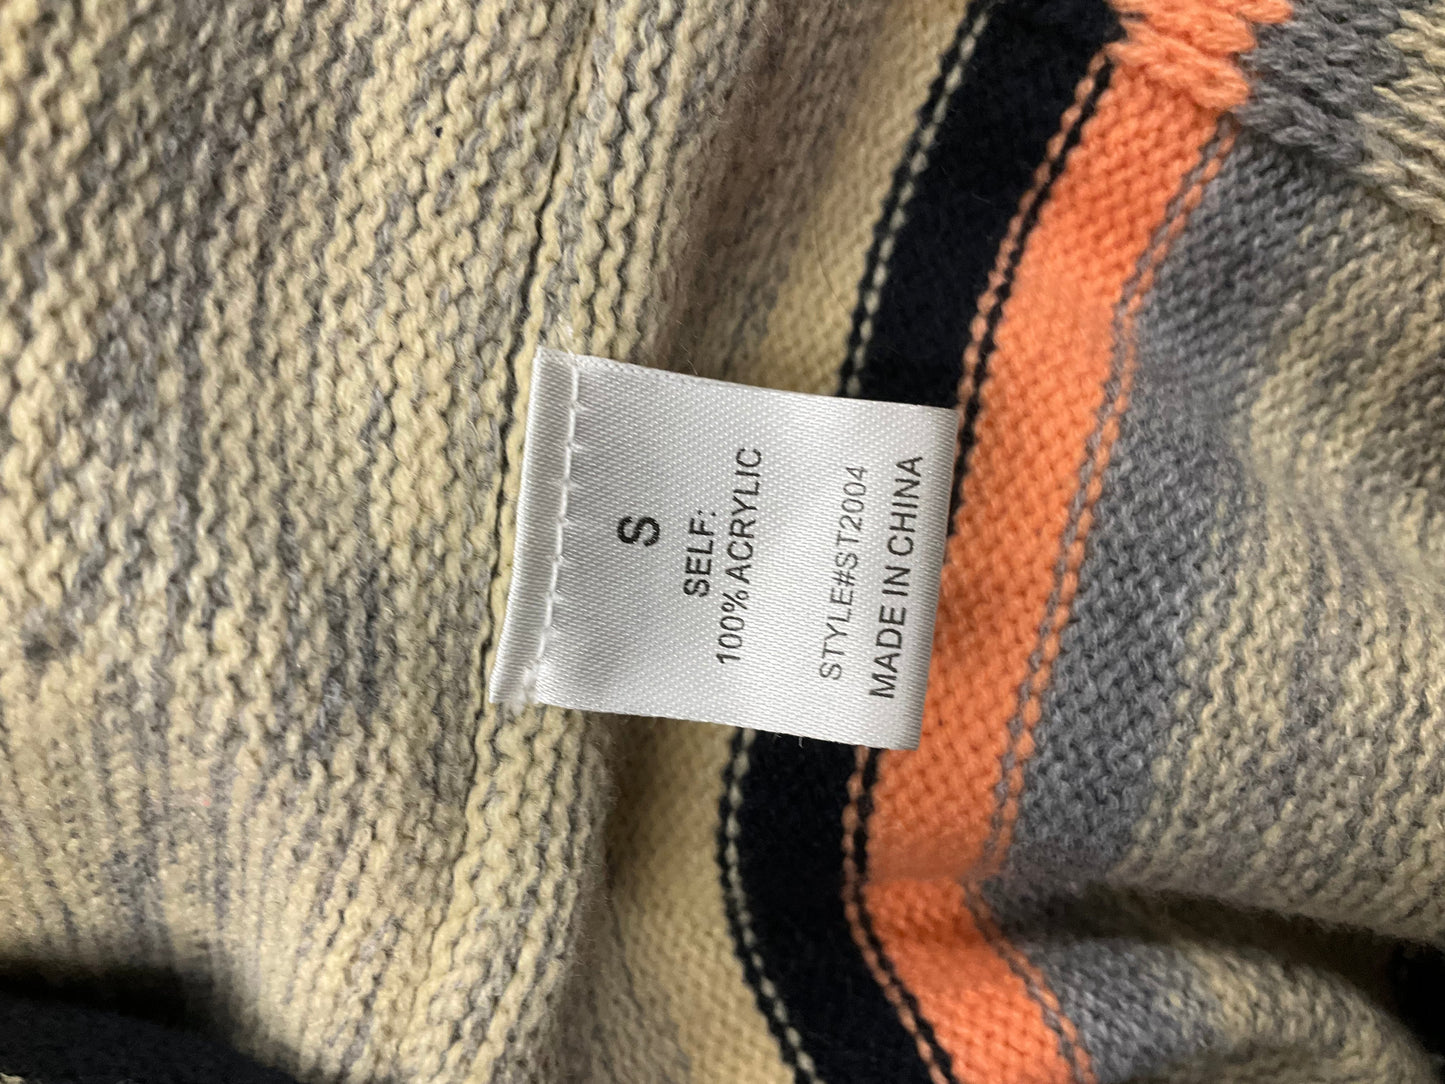 S
SELF:
100% ACRYLIC
STYLE#ST2004
MADE IN CHINA